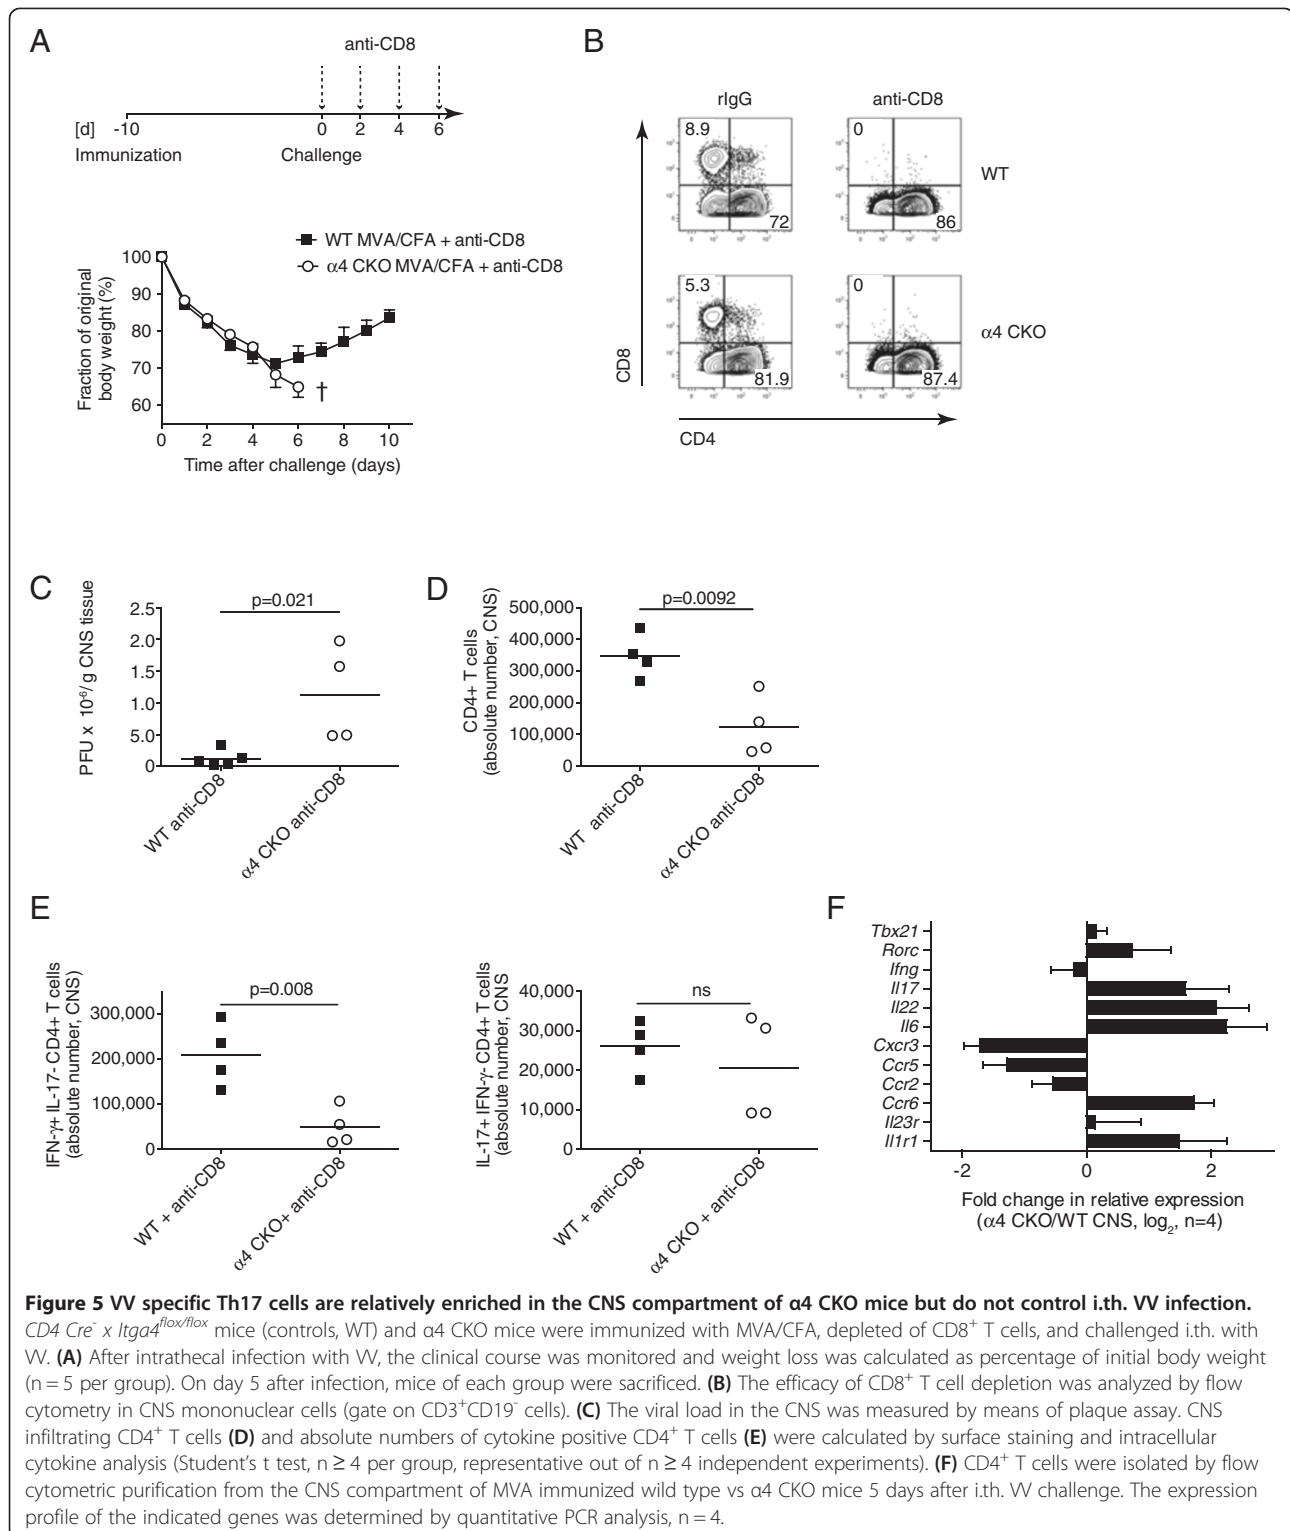 A
anti-CD8
[d] -10 0 2 4 6
Immunization Challenge
WT MVA/CFA + anti-CD8
α4 CKO MVA/CFA + anti-CD8
Fraction of original
body weight (%)
100
90
80
70
60
†
0 2 4 6 8 10
Time after challenge (days)
B
rIgG anti-CD8
8.9 0
72 86
WT
5.3 0
81.9 87.4
α4 CKO
CD8
CD4
C
PFU x 10⁻⁶/ g CNS tissue
p=0.021
2.5
2.0
1.5
1.0
5.0
0
WT anti-CD8
α4 CKO anti-CD8
D
CD4+ T cells
(absolute number, CNS)
p=0.0092
500,000
400,000
300,000
200,000
100,000
0
WT anti-CD8
α4 CKO anti-CD8
E
IFN-γ+ IL-17- CD4+ T cells
(absolute number, CNS)
p=0.008
300,000
200,000
100,000
0
WT + anti-CD8
α4 CKO+ anti-CD8
IL-17+ IFN-γ- CD4+ T cells
(absolute number, CNS
ns
40,000
30,000
20,000
10,000
0
WT + anti-CD8
α4 CKO + anti-CD8
F
Tbx21
Rorc
Ifng
Il17
Il22
Il6
Cxcr3
Ccr5
Ccr2
Ccr6
Il23r
Il1r1
-2 0 2
Fold change in relative expression
(α4 CKO/WT CNS, log₂, n=4)
Figure 5 VV specific Th17 cells are relatively enriched in the CNS compartment of α4 CKO mice but do not control i.th. VV infection.
CD4 Cre⁻ x Itga4^flox/flox mice (controls, WT) and α4 CKO mice were immunized with MVA/CFA, depleted of CD8⁺ T cells, and challenged i.th. with
VV. (A) After intrathecal infection with VV, the clinical course was monitored and weight loss was calculated as percentage of initial body weight
(n = 5 per group). On day 5 after infection, mice of each group were sacrificed. (B) The efficacy of CD8⁺ T cell depletion was analyzed by flow
cytometry in CNS mononuclear cells (gate on CD3⁺CD19⁻ cells). (C) The viral load in the CNS was measured by means of plaque assay. CNS
infiltrating CD4⁺ T cells (D) and absolute numbers of cytokine positive CD4⁺ T cells (E) were calculated by surface staining and intracellular
cytokine analysis (Student's t test, n ≥ 4 per group, representative out of n ≥ 4 independent experiments). (F) CD4⁺ T cells were isolated by flow
cytometric purification from the CNS compartment of MVA immunized wild type vs α4 CKO mice 5 days after i.th. VV challenge. The expression
profile of the indicated genes was determined by quantitative PCR analysis, n = 4.